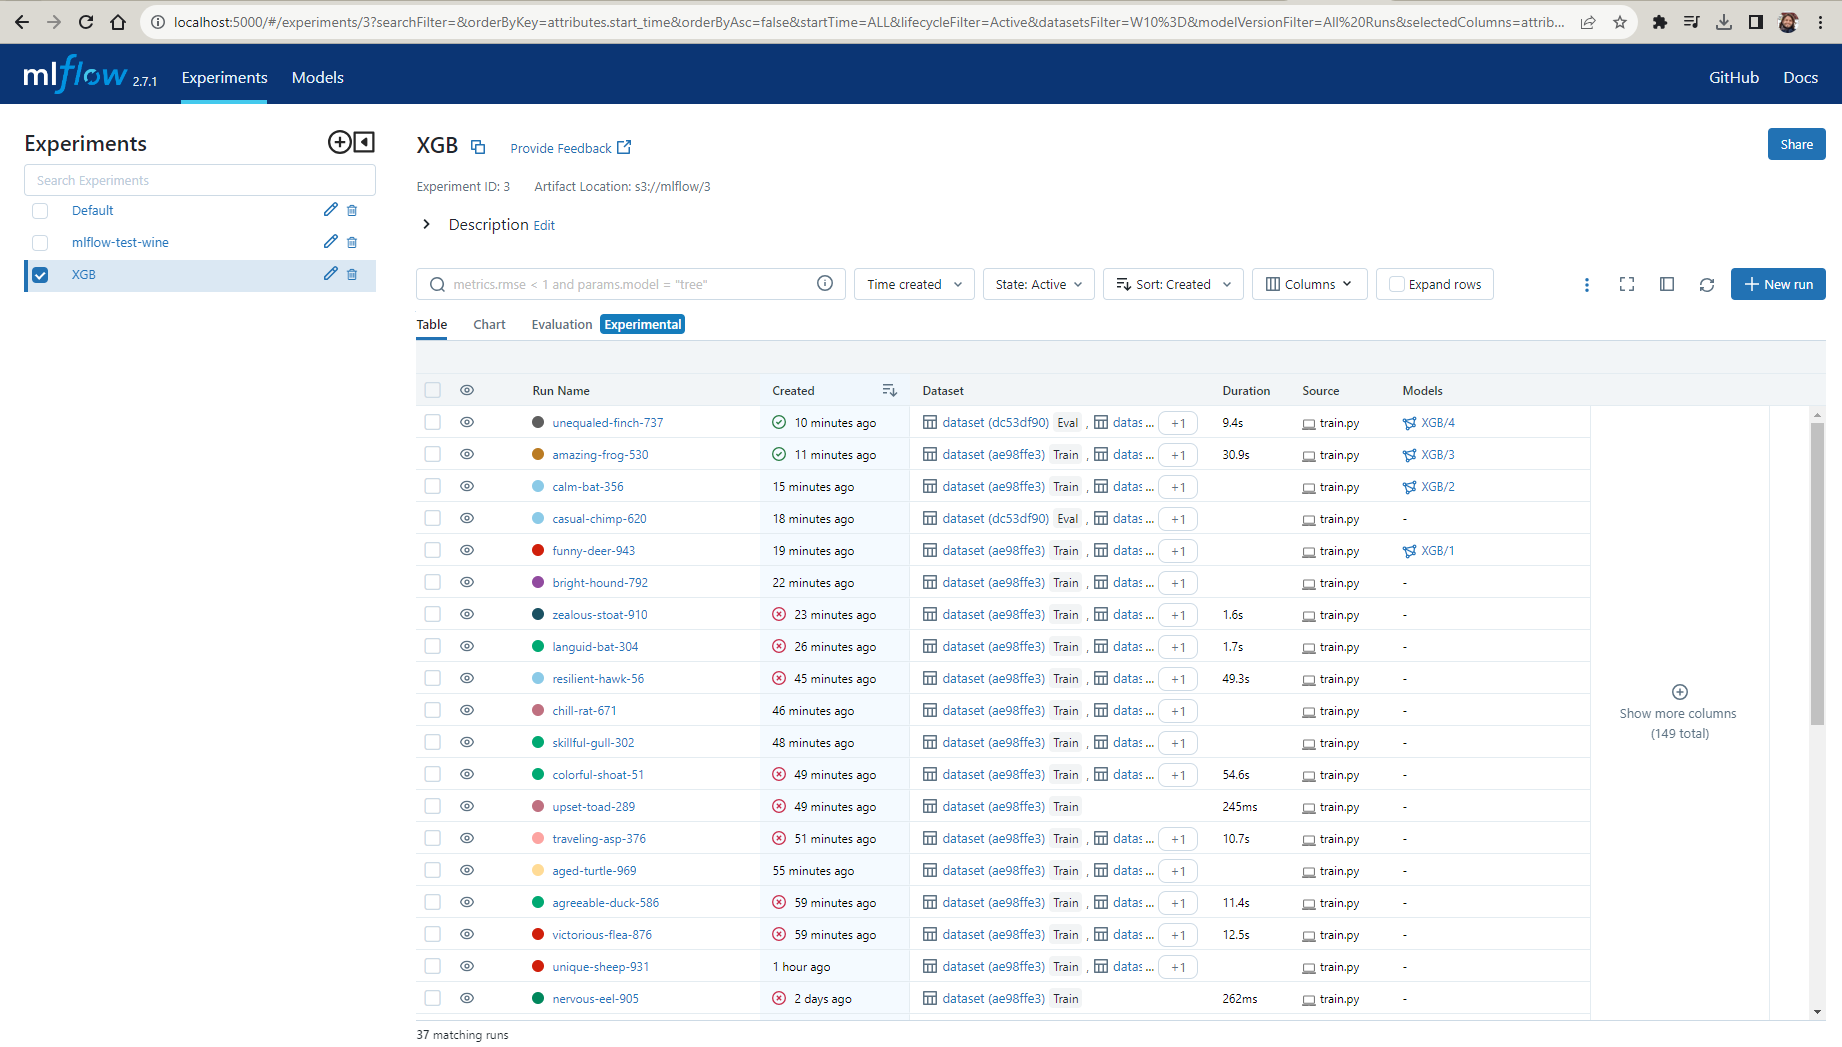 localhost:5000/#/experiments/3?searchFilter=&orderByKey=attributes.start_time&orderByAsc=false&startTime=ALL&lifecycleFilter=Active&datasetsFilter=W10%3D&modelVersionFilter=All%20Runs&selectedColumns=attrib...
mlflow 2.7.1 Experiments Models GitHub Docs
Experiments
Search Experiments
Default
mlflow-test-wine
XGB
XGB Provide Feedback Share
Experiment ID: 3 Artifact Location: s3://mlflow/3
Description Edit
metrics.rmse < 1 and params.model = "tree" Time created State: Active Sort: Created Columns Expand rows New run
Table Chart Evaluation Experimental
Run Name Created Dataset Duration Source Models
unequaled-finch-737 10 minutes ago dataset (dc53df90) Eval , datas... +1 9.4s train.py XGB/4
amazing-frog-530 11 minutes ago dataset (ae98ffe3) Train , datas... +1 30.9s train.py XGB/3
calm-bat-356 15 minutes ago dataset (ae98ffe3) Train , datas... +1 train.py XGB/2
casual-chimp-620 18 minutes ago dataset (dc53df90) Eval , datas... +1 train.py -
funny-deer-943 19 minutes ago dataset (ae98ffe3) Train , datas... +1 train.py XGB/1
bright-hound-792 22 minutes ago dataset (ae98ffe3) Train , datas... +1 train.py -
zealous-stoat-910 23 minutes ago dataset (ae98ffe3) Train , datas... +1 1.6s train.py -
languid-bat-304 26 minutes ago dataset (ae98ffe3) Train , datas... +1 1.7s train.py -
resilient-hawk-56 45 minutes ago dataset (ae98ffe3) Train , datas... +1 49.3s train.py -
chill-rat-671 46 minutes ago dataset (ae98ffe3) Train , datas... +1 train.py -
skillful-gull-302 48 minutes ago dataset (ae98ffe3) Train , datas... +1 train.py -
colorful-shoat-51 49 minutes ago dataset (ae98ffe3) Train , datas... +1 54.6s train.py -
upset-toad-289 49 minutes ago dataset (ae98ffe3) Train 245ms train.py -
traveling-asp-376 51 minutes ago dataset (ae98ffe3) Train , datas... +1 10.7s train.py -
aged-turtle-969 55 minutes ago dataset (ae98ffe3) Train , datas... +1 train.py -
agreeable-duck-586 59 minutes ago dataset (ae98ffe3) Train , datas... +1 11.4s train.py -
victorious-flea-876 59 minutes ago dataset (ae98ffe3) Train , datas... +1 12.5s train.py -
unique-sheep-931 1 hour ago dataset (ae98ffe3) Train , datas... +1 train.py -
nervous-eel-905 2 days ago dataset (ae98ffe3) Train 262ms train.py -
Show more columns
(149 total)
37 matching runs